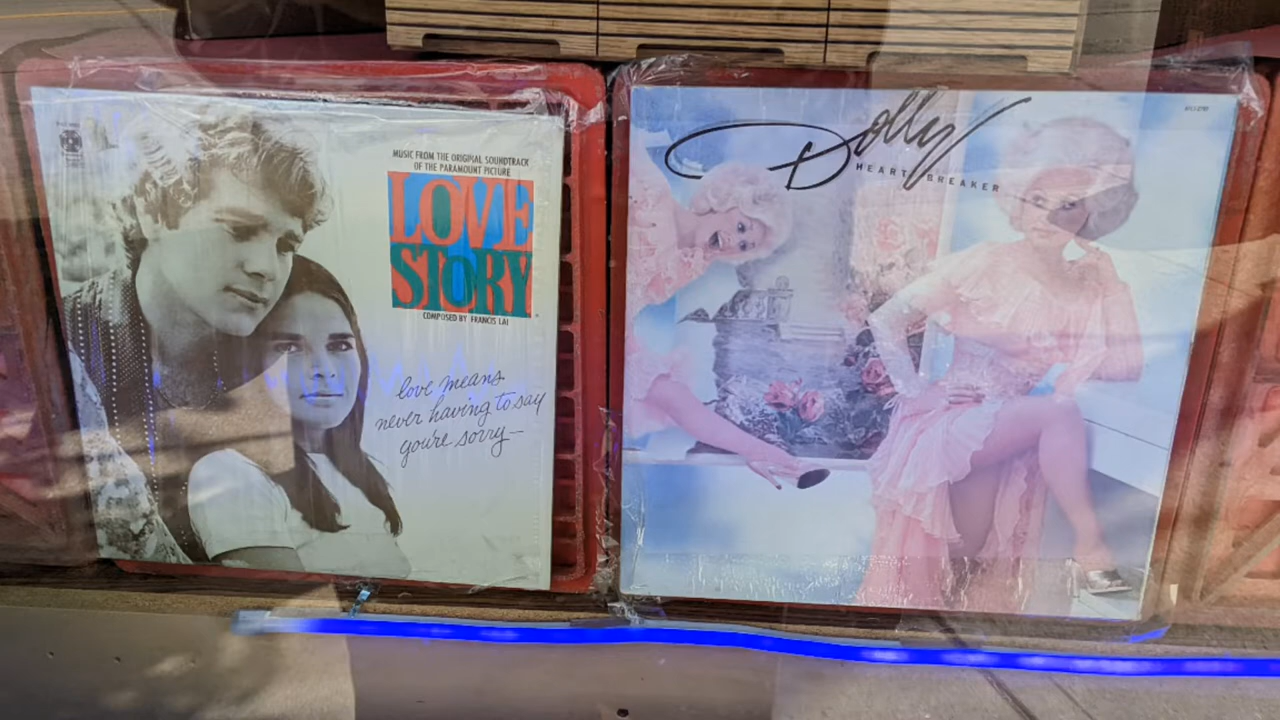 MUSIC FROM THE ORIGINAL SOUNDTRACK
OF THE PARAMOUNT PICTURE
LOVE
STORY
COMPOSED BY FRANCIS LAI
love means
never having to say
you're sorry—
Dolly
HEARTBREAKER